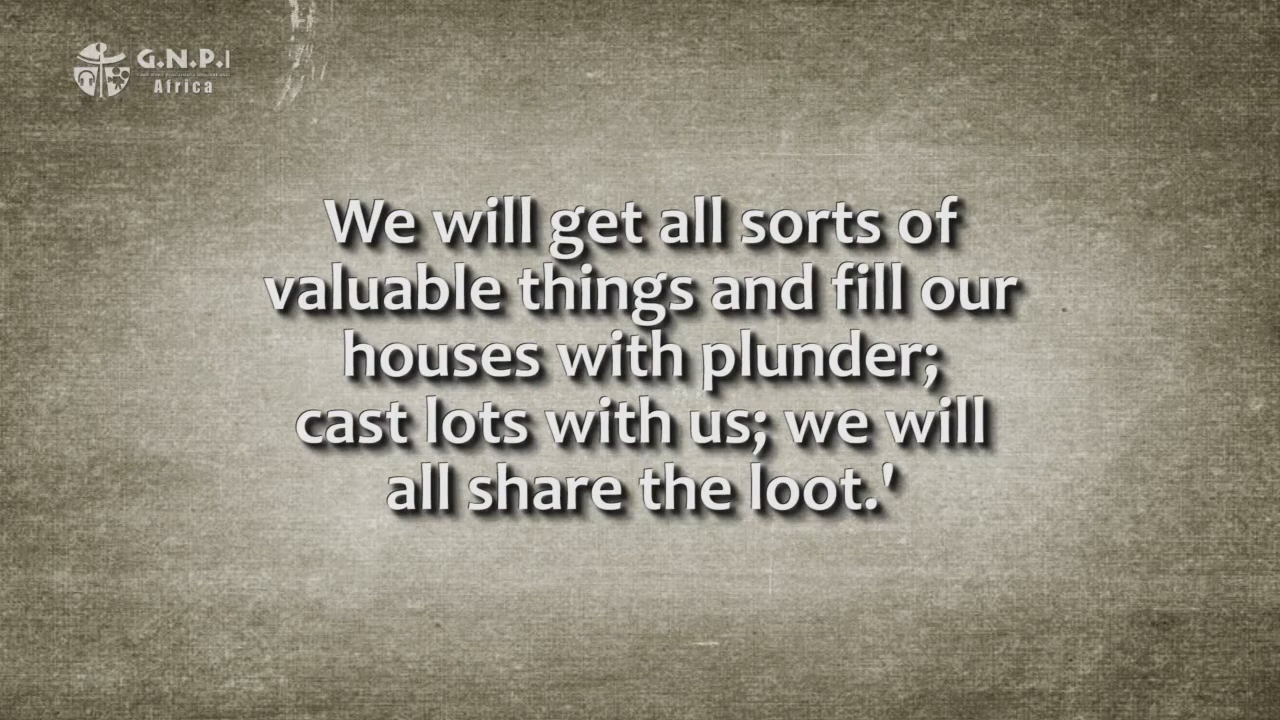 G.N.P.I
Africa
We will get all sorts of
valuable things and fill our
houses with plunder;
cast lots with us; we will
all share the loot.'